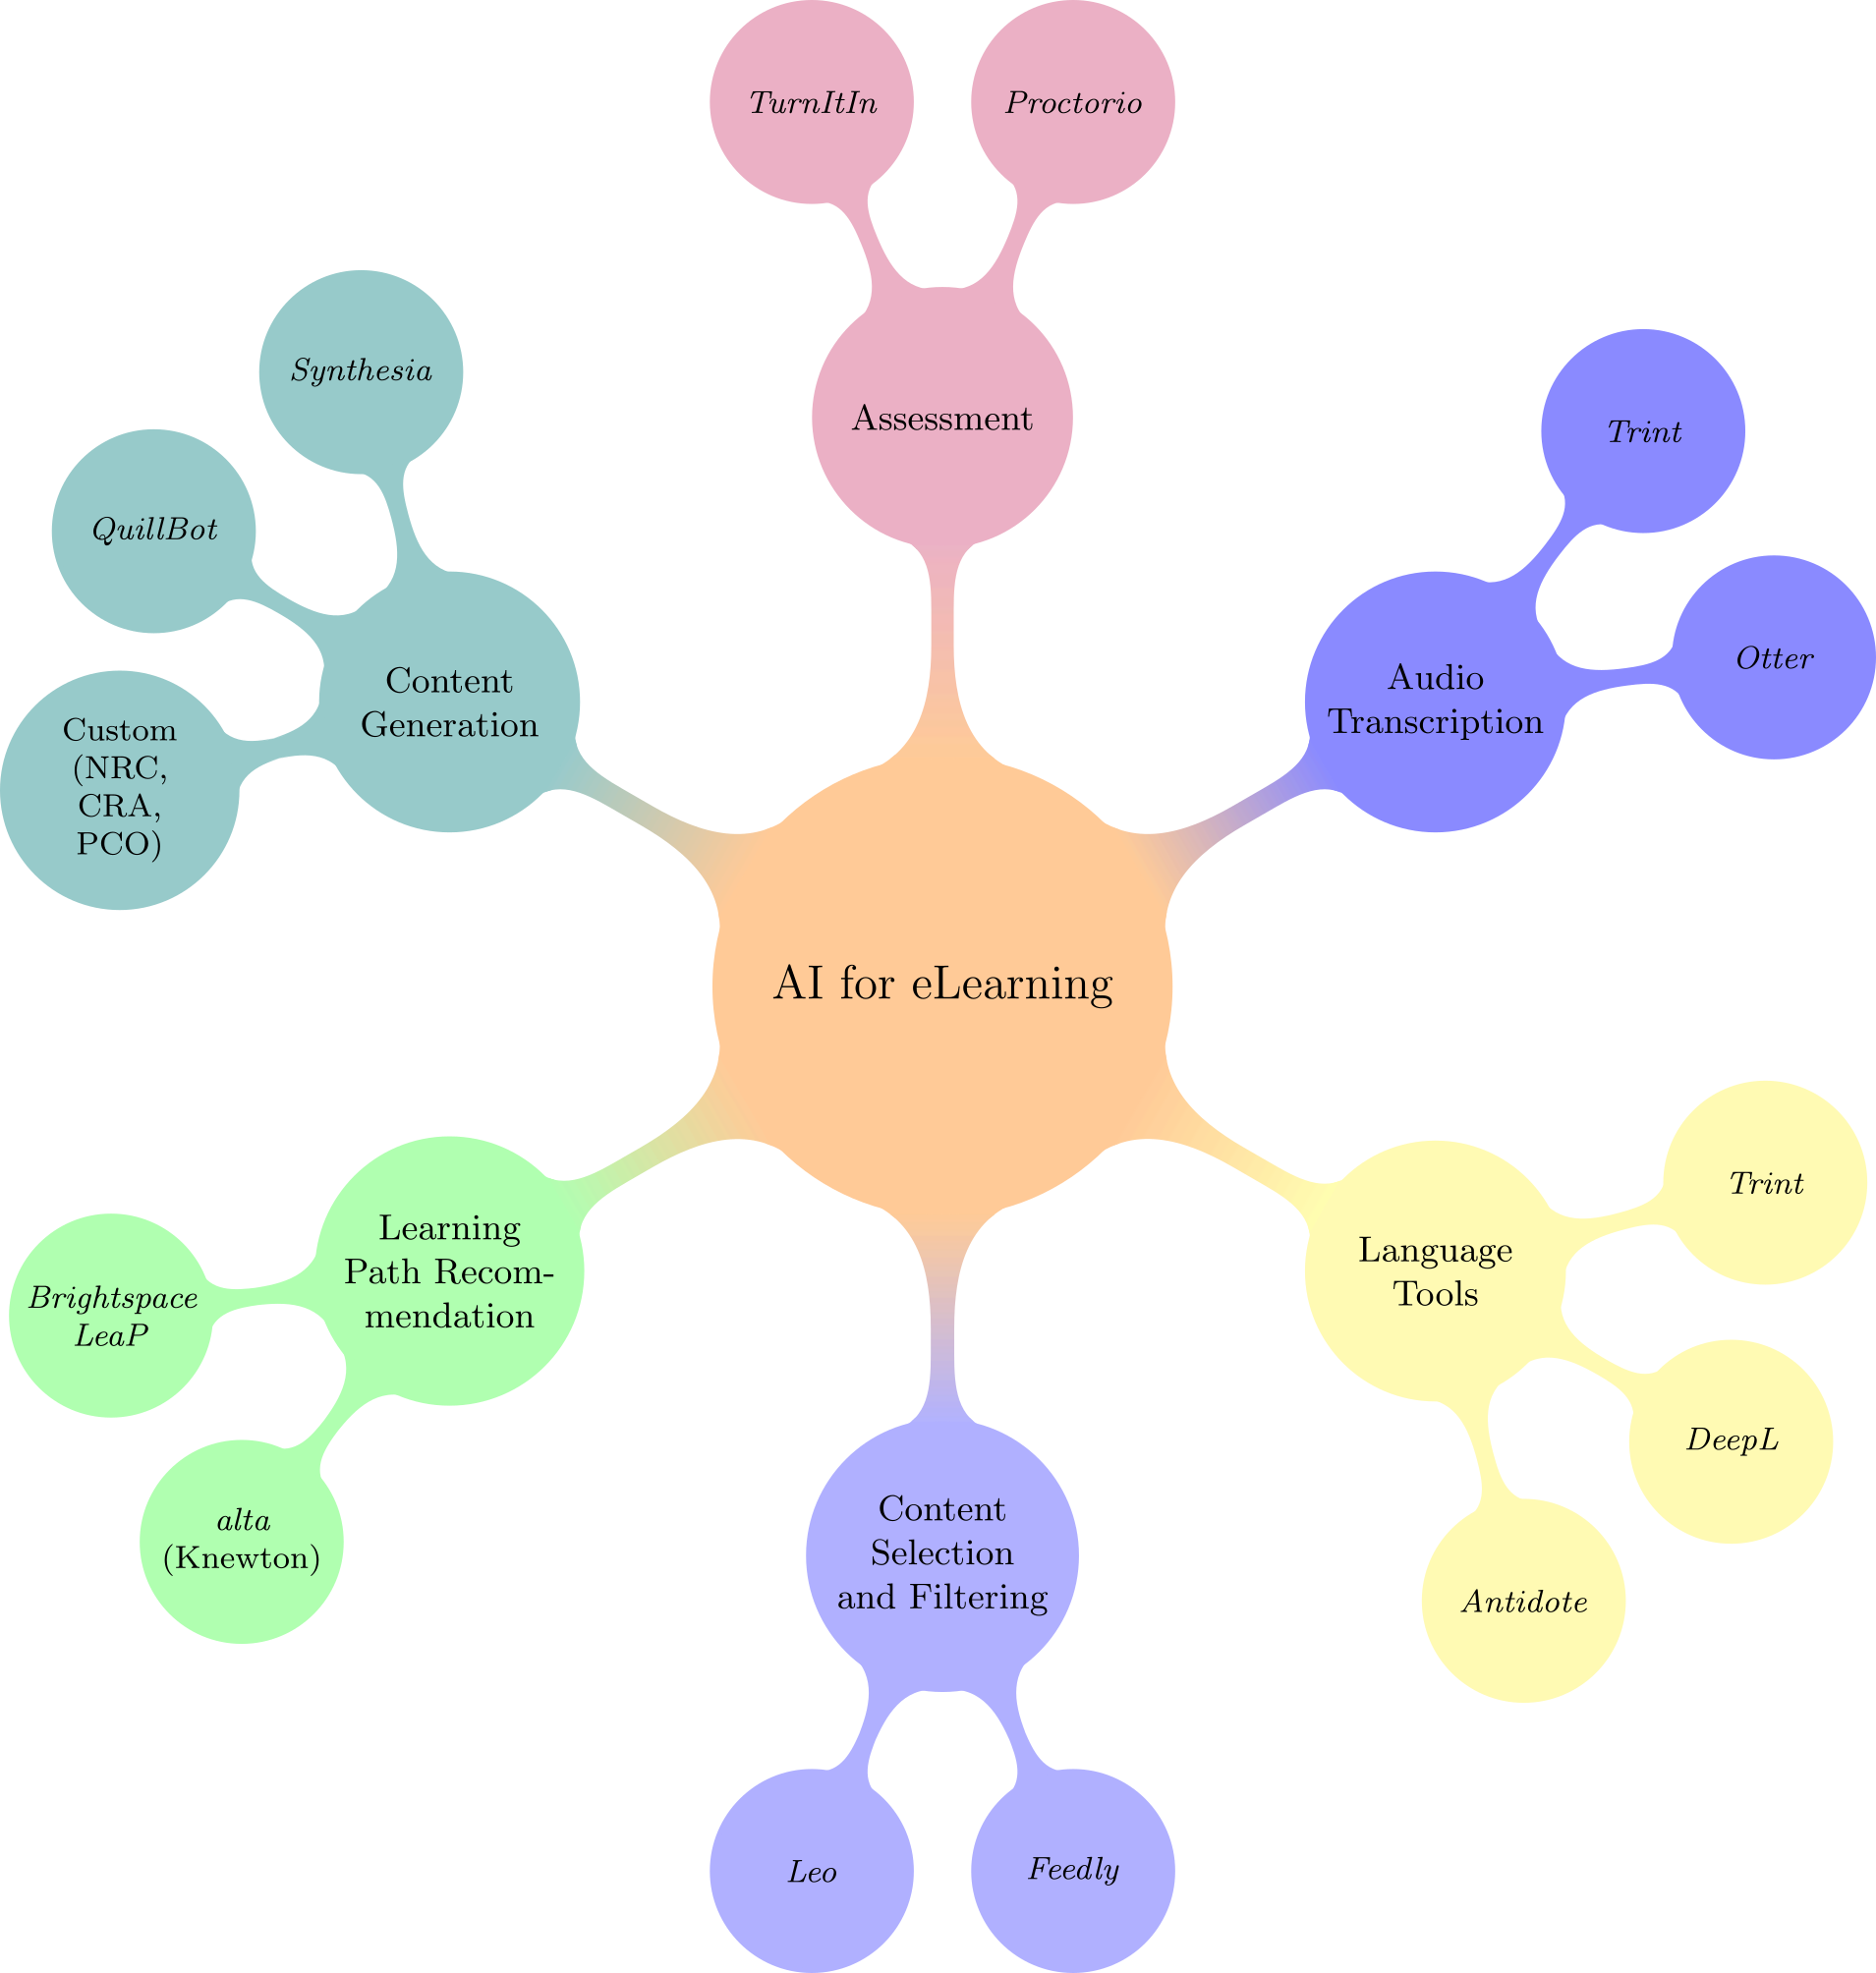 TurnItIn
Proctorio
Assessment
Synthesia
QuillBot
Custom
(NRC,
CRA,
PCO)
Content
Generation
Trint
Otter
Audio
Transcription
AI for eLearning
Learning
Path Recom-
mendation
Brightspace
LeaP
alta
(Knewton)
Language
Tools
Trint
DeepL
Antidote
Content
Selection
and Filtering
Leo
Feedly